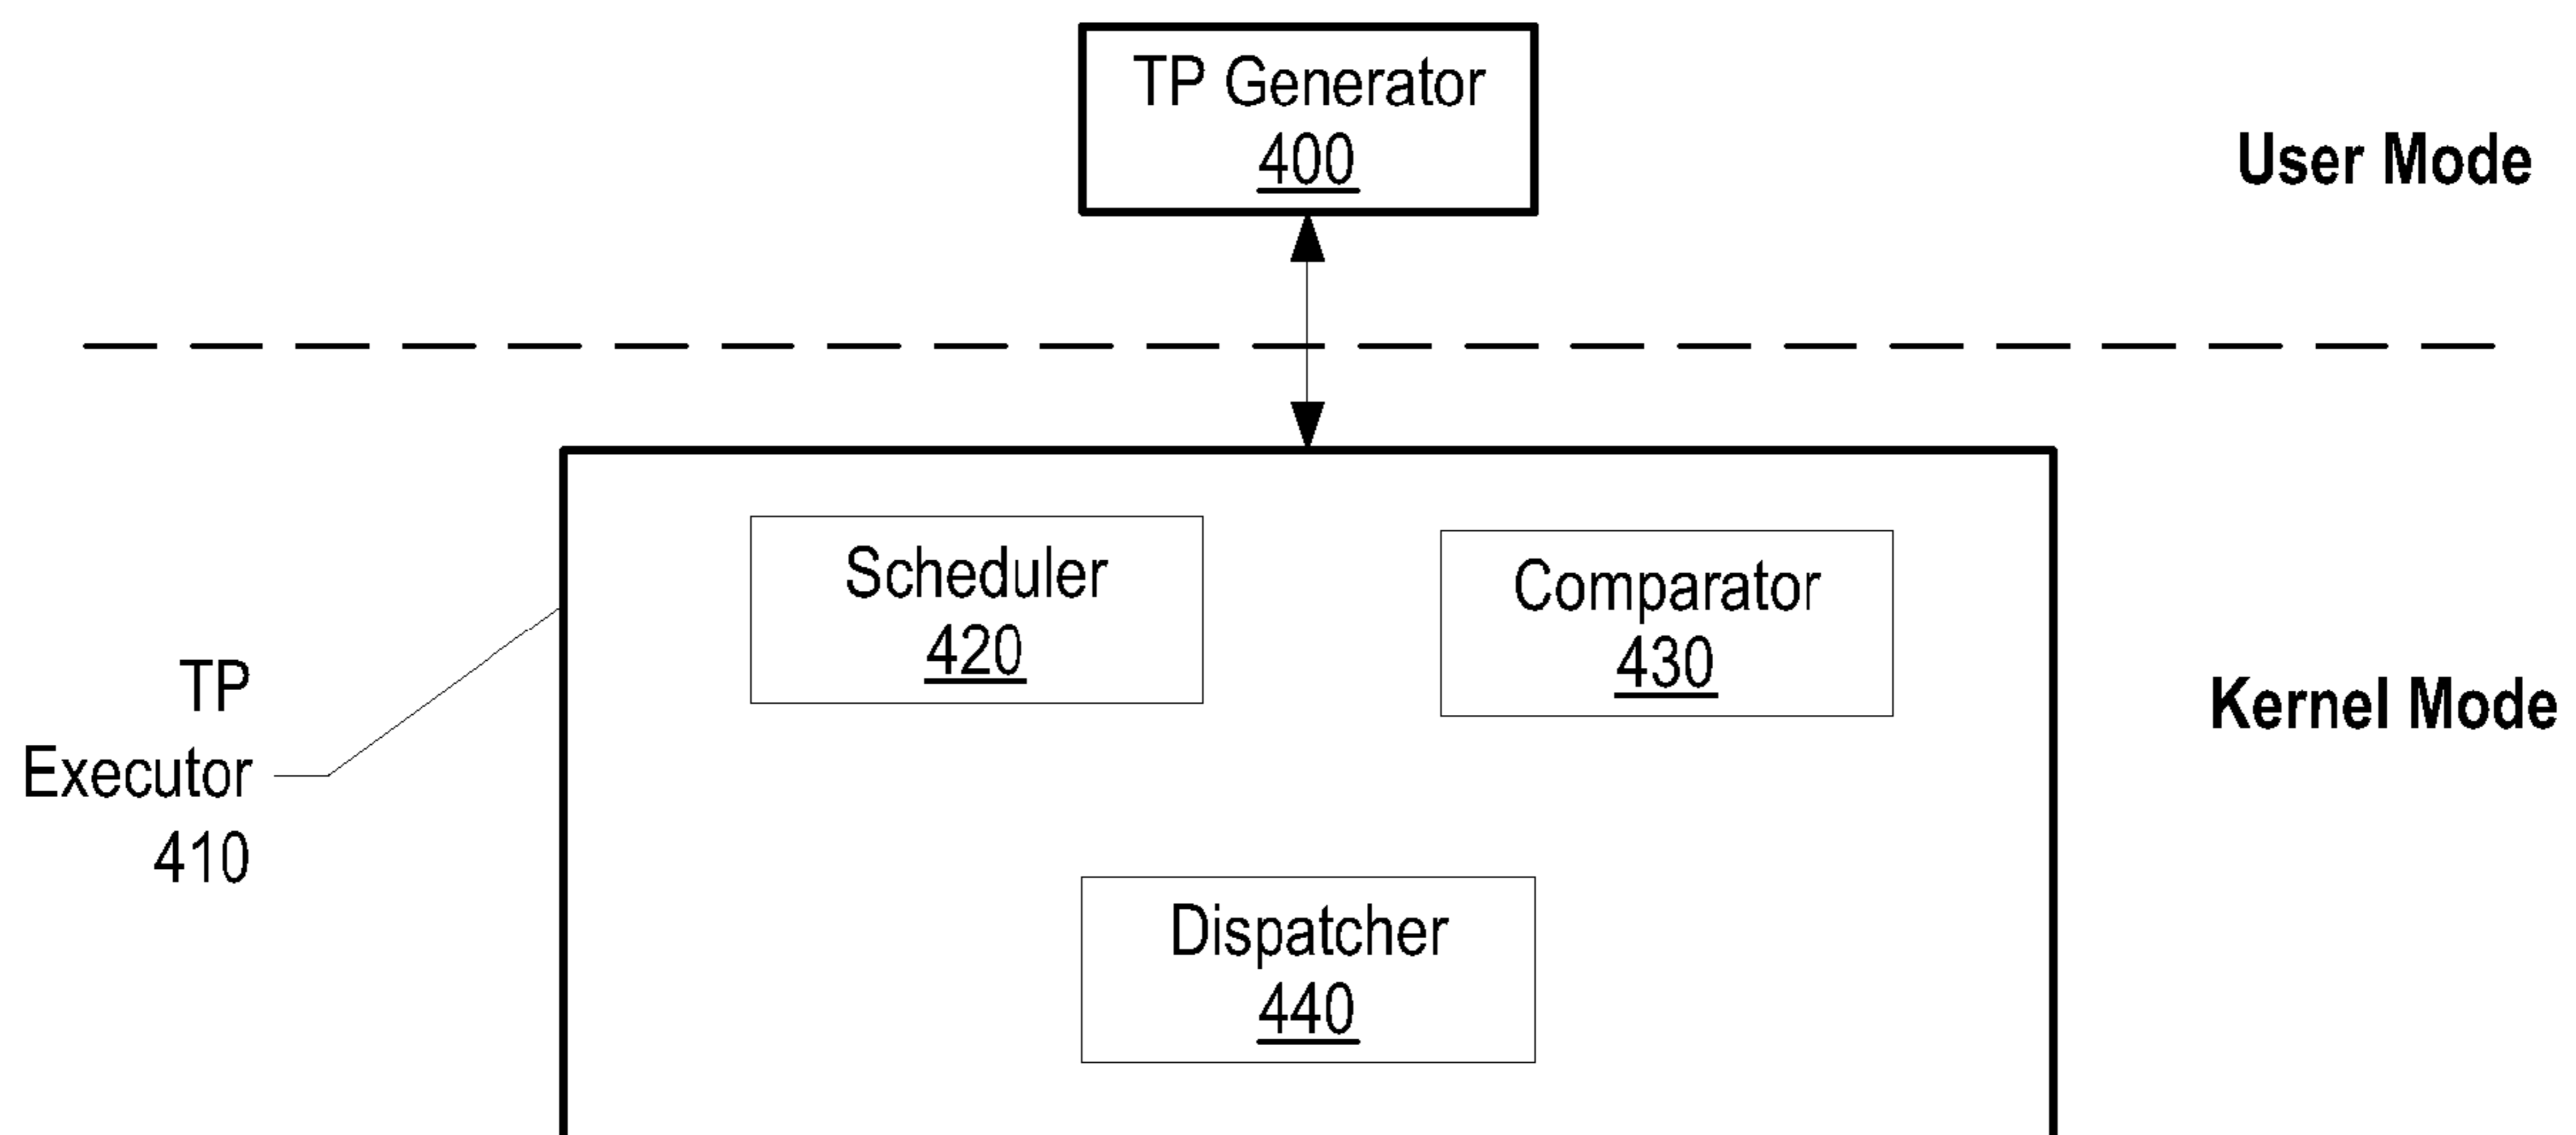 TP Generator
400
User Mode
Scheduler
420
Comparator
430
TP
Executor
410
Kernel Mode
Dispatcher
440